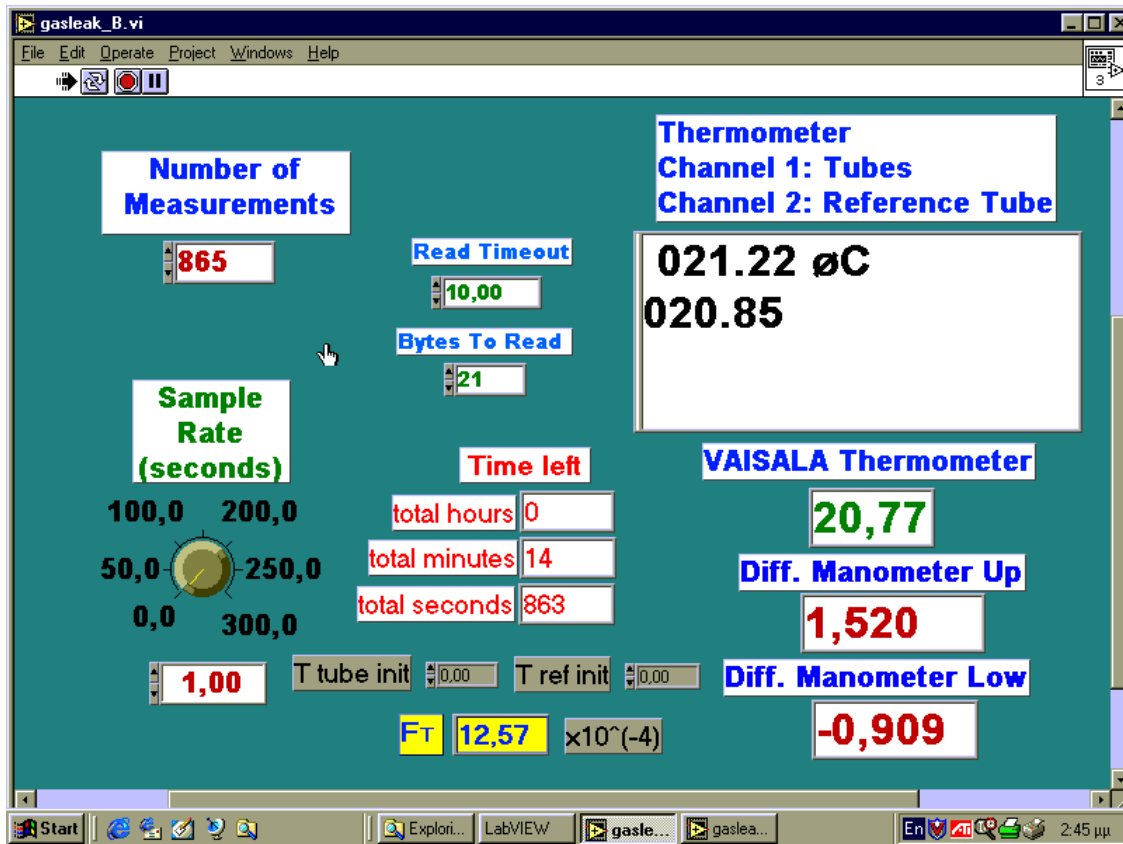 gasleak_B.vi
File Edit Operate Project Windows Help
3
Number of
Measurements
865
Read Timeout
10,00
Bytes To Read
21
Thermometer
Channel 1: Tubes
Channel 2: Reference Tube
021.22 øC
020.85
Sample
Rate
(seconds)
100,0 200,0
50,0 250,0
0,0 300,0
1,00
Time left
total hours 0
total minutes 14
total seconds 863
T tube init 0,00 T ref init 0,00
FT 12,57 x10^(-4)
VAISALA Thermometer
20,77
Diff. Manometer Up
1,520
Diff. Manometer Low
-0,909
Start Explori... LabVIEW gasle... gaslea... En ATI 2:45 μμ